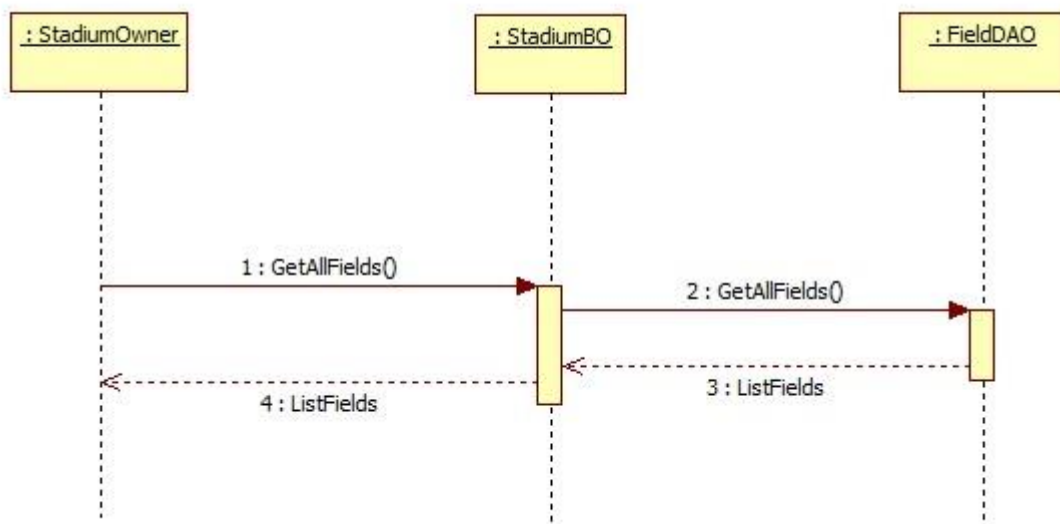 : StadiumOwner
: StadiumBO
: FieldDAO
1 : GetAllFields()
2 : GetAllFields()
3 : ListFields
4 : ListFields